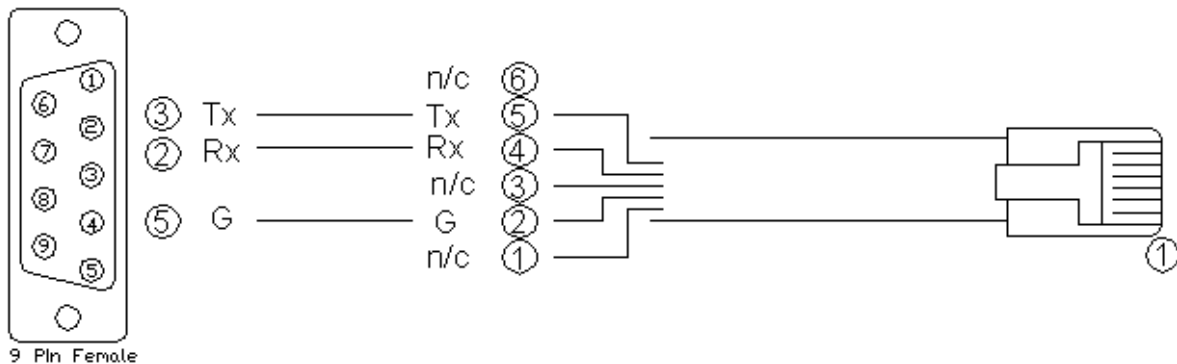 1
6
2
7
3
8
4
9
5
9 Pin Female
3 Tx
2 Rx
5 G
n/c 6
Tx 5
Rx 4
n/c 3
G 2
n/c 1
1